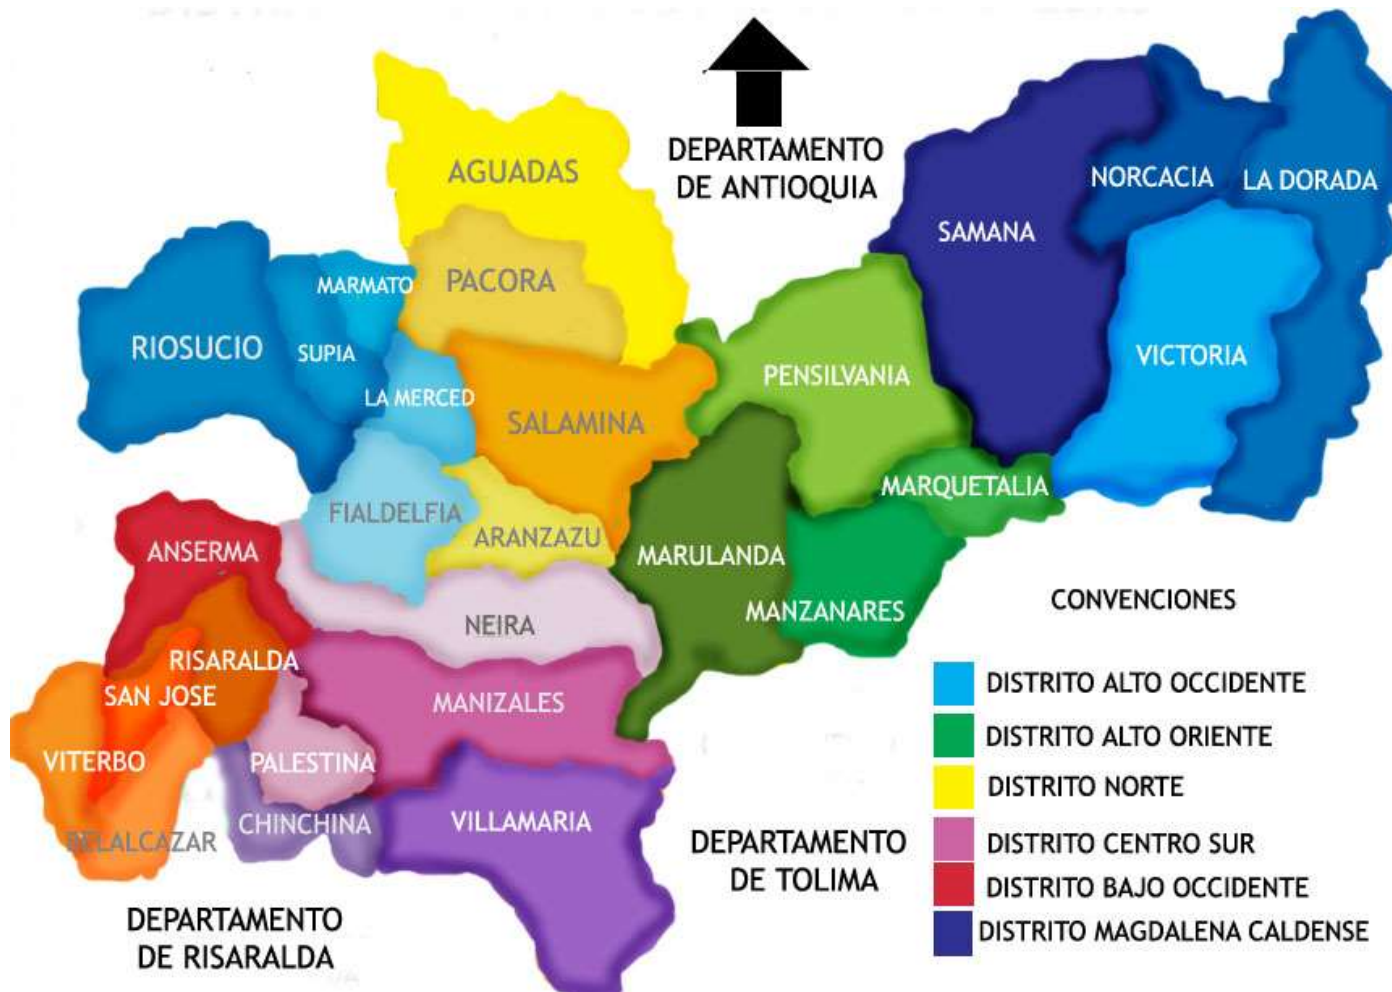 DEPARTAMENTO
DE ANTIOQUIA
AGUADAS
NORCACIA
LA DORADA
SAMANA
PACORA
MARMATO
RIOSUCIO
SUPIA
VICTORIA
PENSILVANIA
LA MERCED
SALAMINA
MARQUETALIA
FIALDELFIA
ARANZAZU
ANSERMA
MARULANDA
MANZANARES
CONVENCIONES
NEIRA
RISARALDA
SAN JOSE
MANIZALES
VITERBO
PALESTINA
CHINCHINA
VILLAMARIA
BELALCAZAR
DISTRITO ALTO OCCIDENTE
DISTRITO ALTO ORIENTE
DISTRITO NORTE
DISTRITO CENTRO SUR
DISTRITO BAJO OCCIDENTE
DISTRITO MAGDALENA CALDENSE
DEPARTAMENTO
DE TOLIMA
DEPARTAMENTO
DE RISARALDA